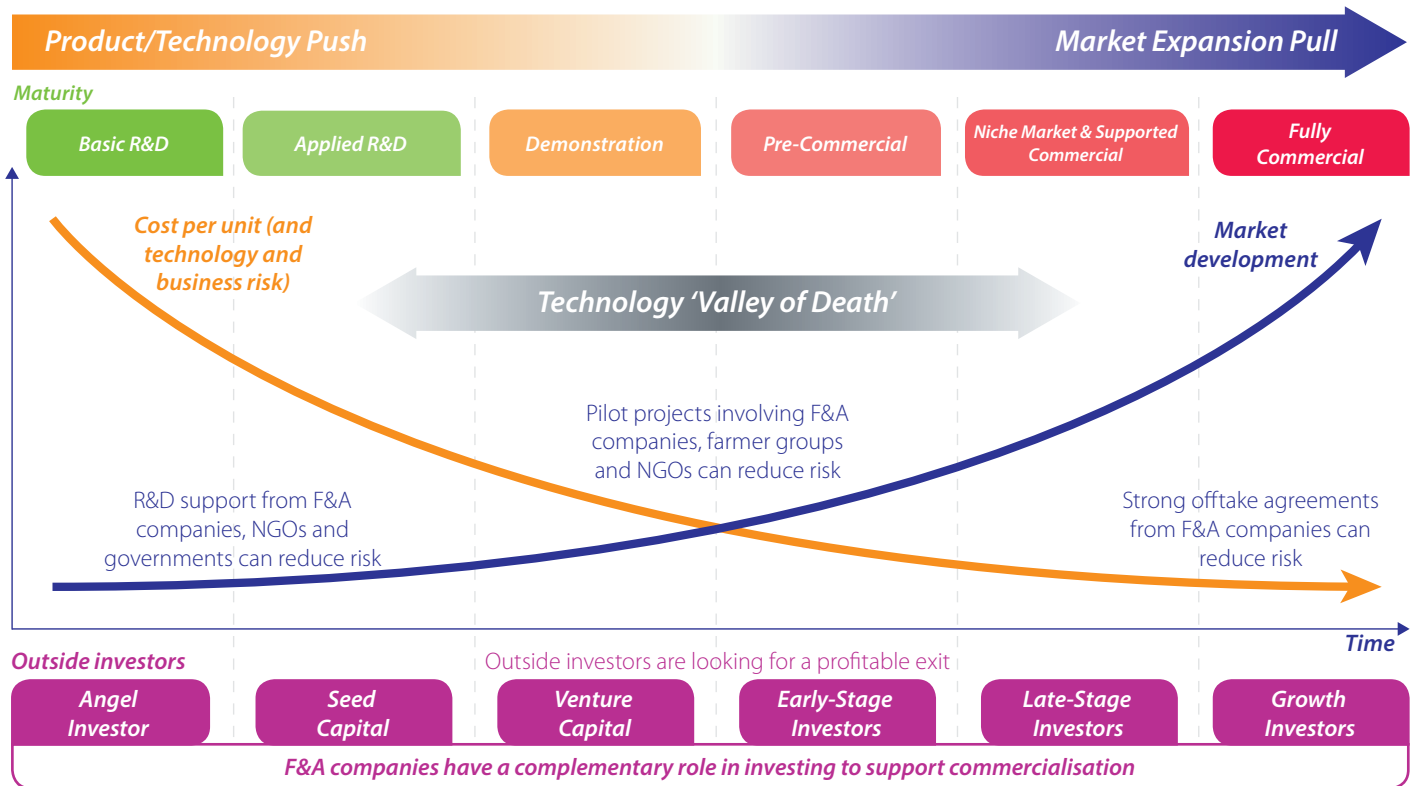 Product/Technology Push
Market Expansion Pull
Maturity
Basic R&D
Applied R&D
Demonstration
Pre-Commercial
Niche Market & Supported
Commercial
Fully
Commercial
Cost per unit (and
technology and
business risk)
Market
development
Technology ‘Valley of Death’
Pilot projects involving F&A
companies, farmer groups
and NGOs can reduce risk
R&D support from F&A
companies, NGOs and
governments can reduce risk
Strong offtake agreements
from F&A companies can
reduce risk
Time
Outside investors
Outside investors are looking for a profitable exit
Angel
Investor
Seed
Capital
Venture
Capital
Early-Stage
Investors
Late-Stage
Investors
Growth
Investors
F&A companies have a complementary role in investing to support commercialisation